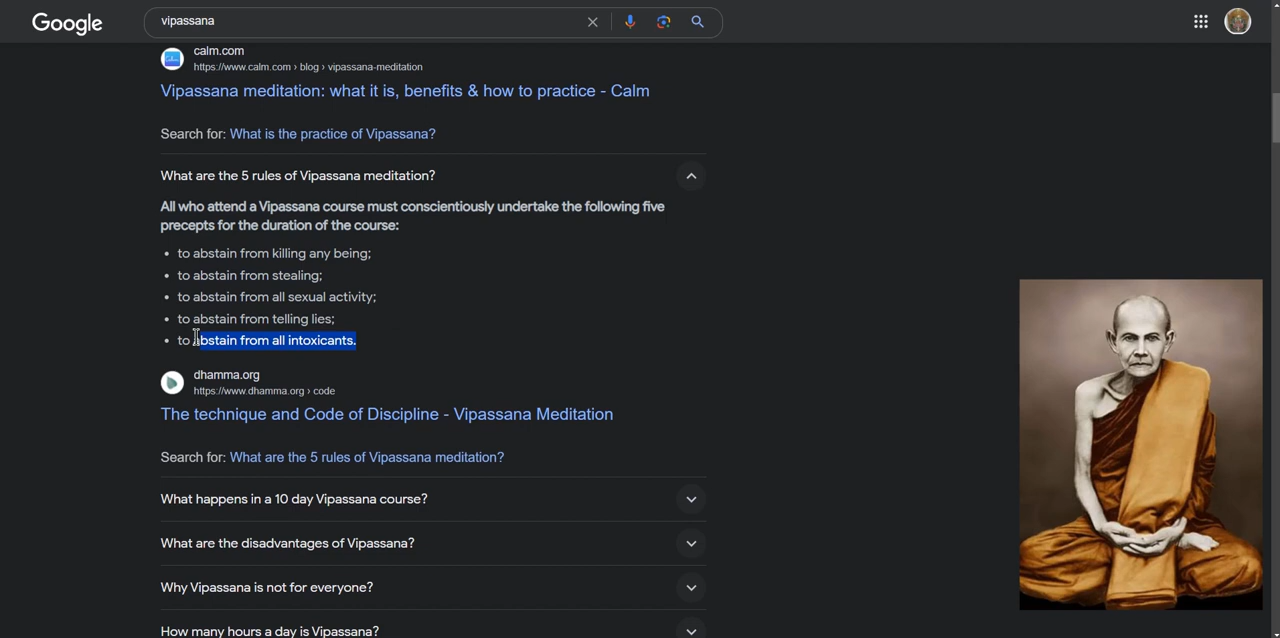 Google
vipassana
calm.com
https://www.calm.com › blog › vipassana-meditation
Vipassana meditation: what it is, benefits & how to practice - Calm
Search for: What is the practice of Vipassana?
What are the 5 rules of Vipassana meditation?
All who attend a Vipassana course must conscientiously undertake the following five
precepts for the duration of the course:
• to abstain from killing any being;
• to abstain from stealing;
• to abstain from all sexual activity;
• to abstain from telling lies;
• to abstain from all intoxicants.
dhamma.org
https://www.dhamma.org › code
The technique and Code of Discipline - Vipassana Meditation
Search for: What are the 5 rules of Vipassana meditation?
What happens in a 10 day Vipassana course?
What are the disadvantages of Vipassana?
Why Vipassana is not for everyone?
How many hours a day is Vipassana?